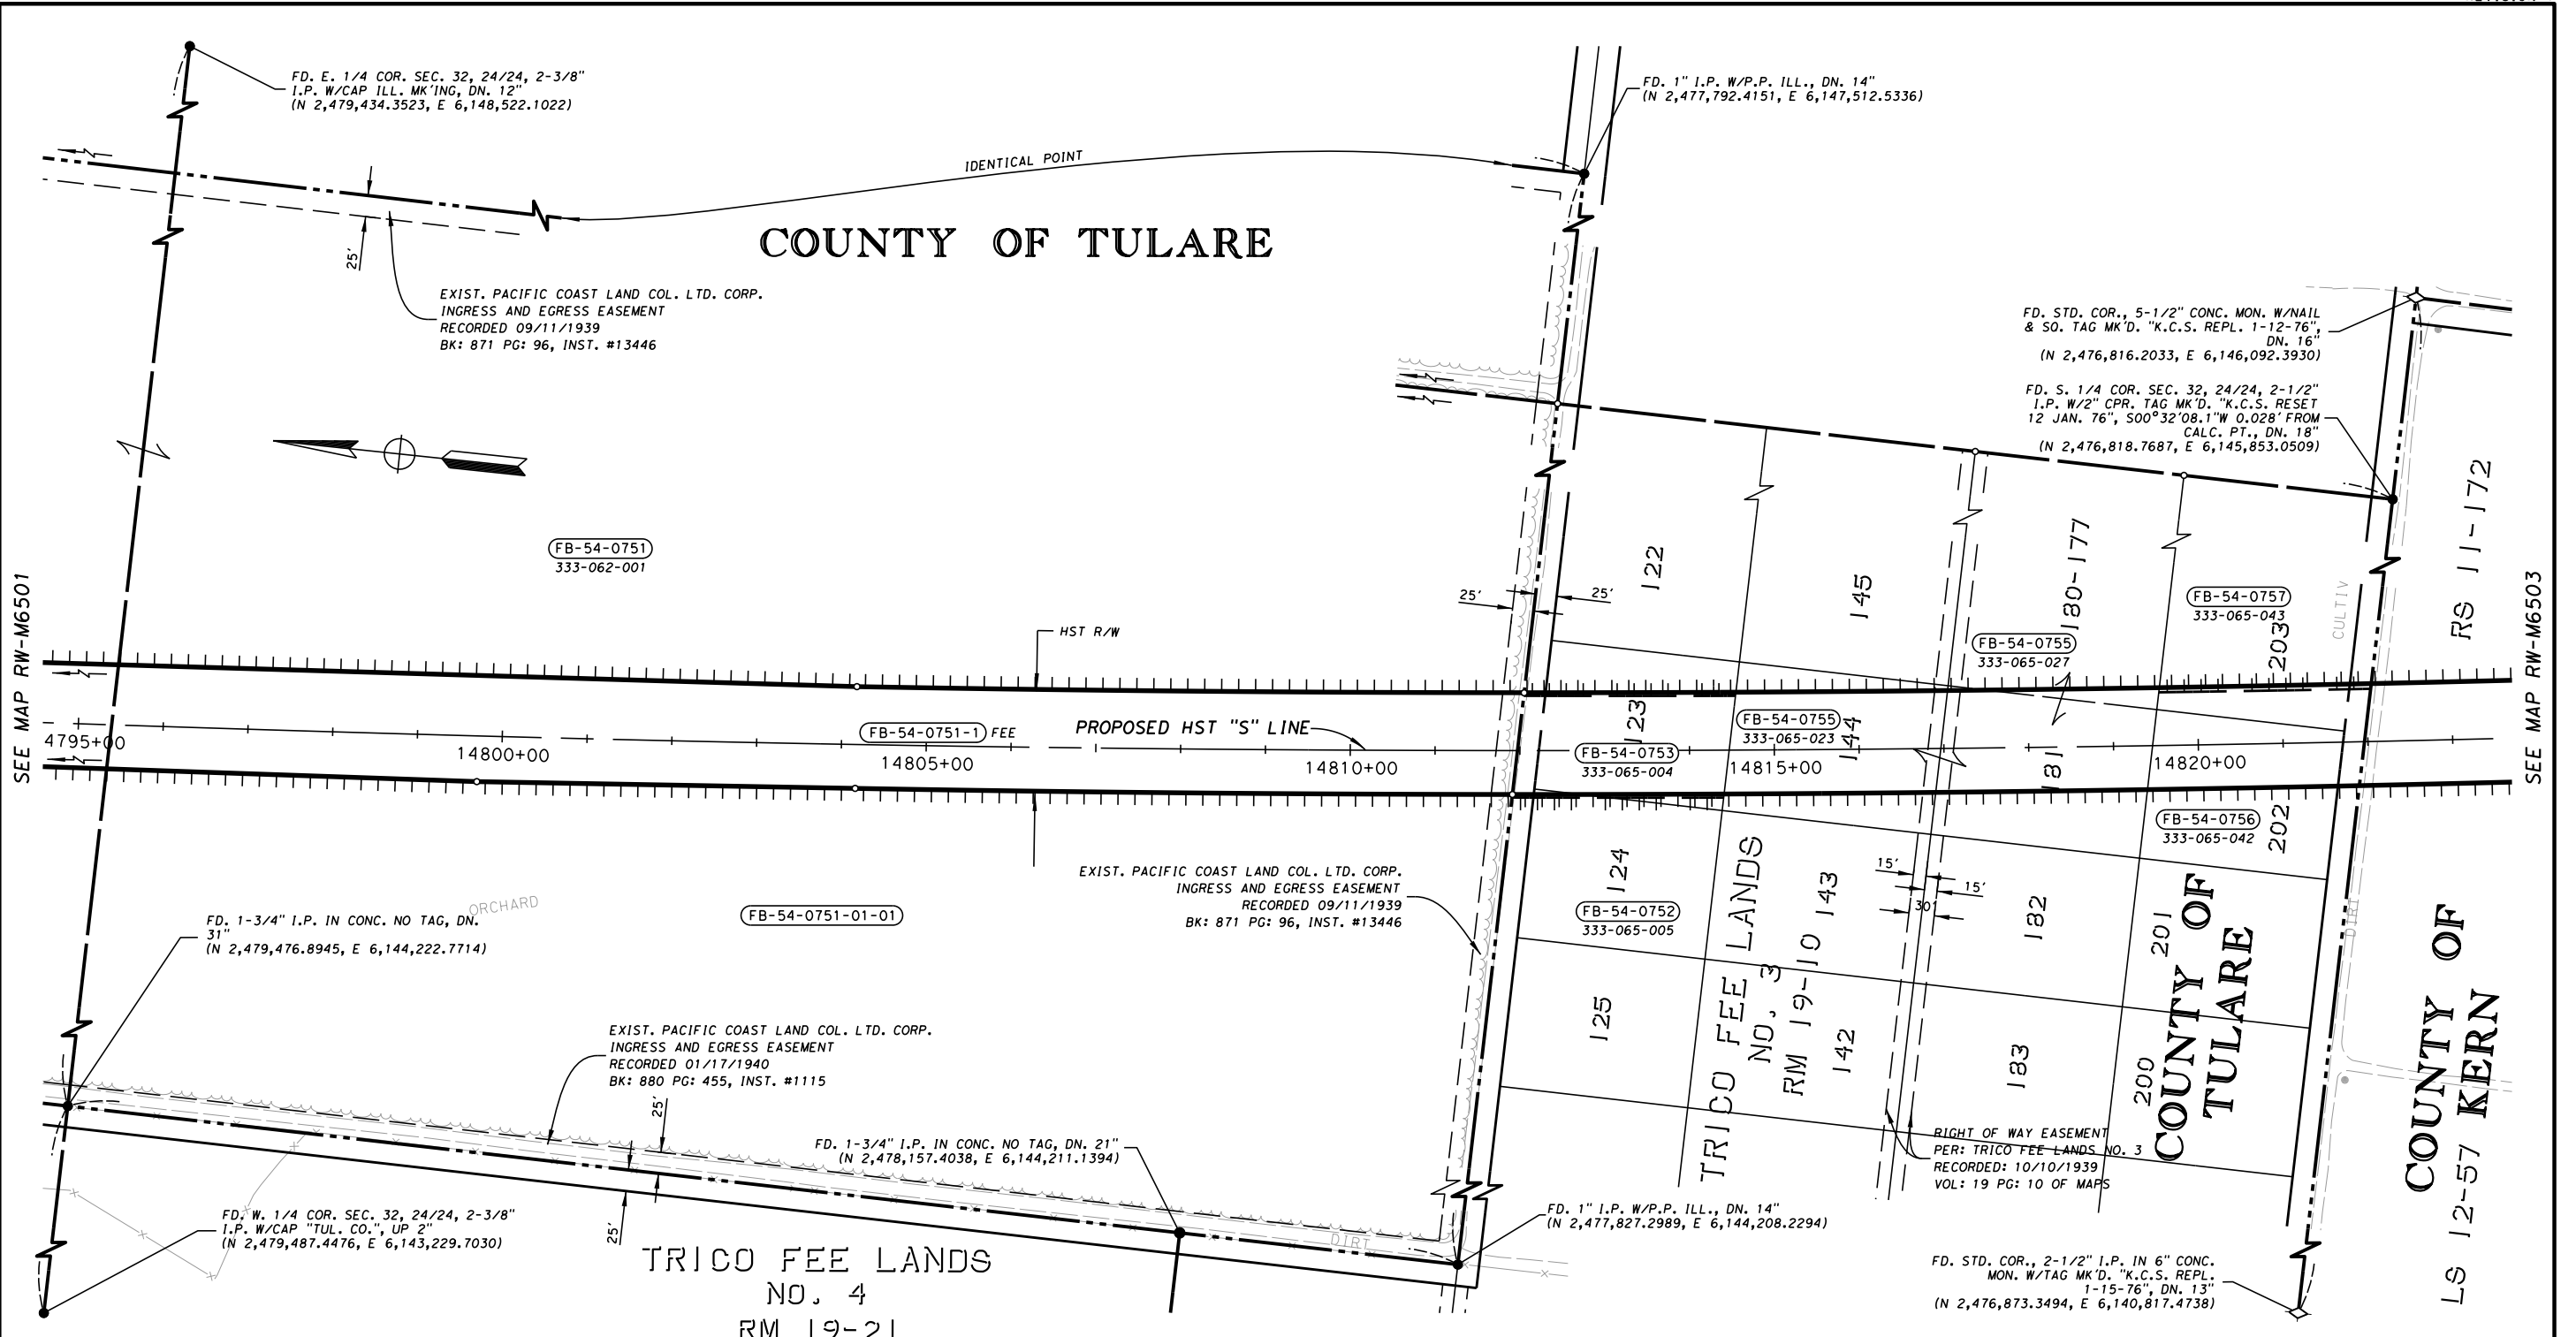 FD. E. 1/4 COR. SEC. 32, 24/24, 2-3/8"
I.P. W/CAP ILL. MK'ING, DN. 12"
(N 2,479,434.3523, E 6,148,522.1022)
FD. 1" I.P. W/P.P. ILL., DN. 14"
(N 2,477,792.4151, E 6,147,512.5336)
IDENTICAL POINT
COUNTY OF TULARE
25'
EXIST. PACIFIC COAST LAND COL. LTD. CORP.
INGRESS AND EGRESS EASEMENT
RECORDED 09/11/1939
BK: 871 PG: 96, INST. #13446
FD. STD. COR., 5-1/2" CONC. MON. W/NAIL
& SO. TAG MK'D. "K.C.S. REPL. 1-12-76",
DN. 16"
(N 2,476,816.2033, E 6,146,092.3930)
FD. S. 1/4 COR. SEC. 32, 24/24, 2-1/2"
I.P. W/2" CPR. TAG MK'D. "K.C.S. RESET
12 JAN. 76", S00°32'08.1"W 0.028' FROM
CALC. PT., DN. 18"
(N 2,476,818.7687, E 6,145,853.0509)
RS 11-172
FB-54-0751
333-062-001
25'
25'
122
145
180-177
FB-54-0757
333-065-043
203
CULTIV
SEE MAP RW-M6501
SEE MAP RW-M6503
HST R/W
FB-54-0755
333-065-027
4795+00
14800+00
FB-54-0751-1 FEE
14805+00
PROPOSED HST "S" LINE
14810+00
123
FB-54-0753
333-065-004
FB-54-0755
333-065-023
144
14815+00
181
14820+00
FB-54-0756
333-065-042
202
EXIST. PACIFIC COAST LAND COL. LTD. CORP.
INGRESS AND EGRESS EASEMENT
RECORDED 09/11/1939
BK: 871 PG: 96, INST. #13446
124
FB-54-0752
333-065-005
143
15'
15'
30'
182
201
DIRT
ORCHARD
FB-54-0751-01-01
FD. 1-3/4" I.P. IN CONC. NO TAG, DN.
31"
(N 2,479,476.8945, E 6,144,222.7714)
125
TRICO FEE LANDS
NO. 3
RM 19-10
142
183
200
COUNTY OF
TULARE
COUNTY OF
KERN
LS 12-57
EXIST. PACIFIC COAST LAND COL. LTD. CORP.
INGRESS AND EGRESS EASEMENT
RECORDED 01/17/1940
BK: 880 PG: 455, INST. #1115
25'
25'
FD. 1-3/4" I.P. IN CONC. NO TAG, DN. 21"
(N 2,478,157.4038, E 6,144,211.1394)
RIGHT OF WAY EASEMENT
PER: TRICO FEE LANDS NO. 3
RECORDED: 10/10/1939
VOL: 19 PG: 10 OF MAPS
FD. W. 1/4 COR. SEC. 32, 24/24, 2-3/8"
I.P. W/CAP "TUL. CO.", UP 2"
(N 2,479,487.4476, E 6,143,229.7030)
FD. 1" I.P. W/P.P. ILL., DN. 14"
(N 2,477,827.2989, E 6,144,208.2294)
DIRT
TRICO FEE LANDS
NO. 4
RM 19-21
FD. STD. COR., 2-1/2" I.P. IN 6" CONC.
MON. W/TAG MK'D. "K.C.S. REPL.
1-15-76", DN. 13"
(N 2,476,873.3494, E 6,140,817.4738)